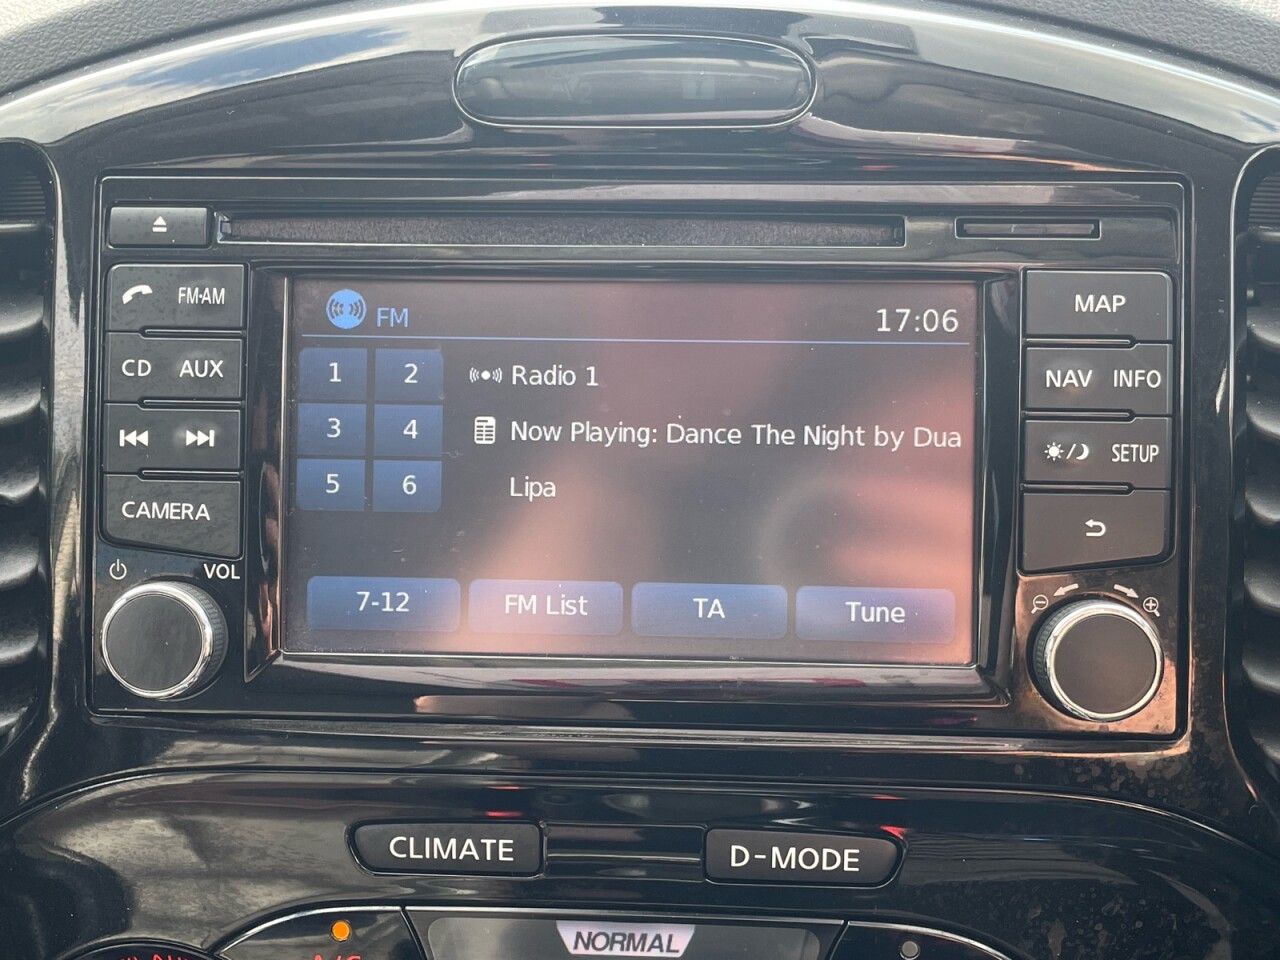 FM·AM
CD AUX
CAMERA
VOL
FM
17:06
1 2
3 4
5 6
Radio 1
Now Playing: Dance The Night by Dua
Lipa
7-12 FM List TA Tune
MAP
NAV INFO
SETUP
CLIMATE D-MODE
NORMAL
A/C